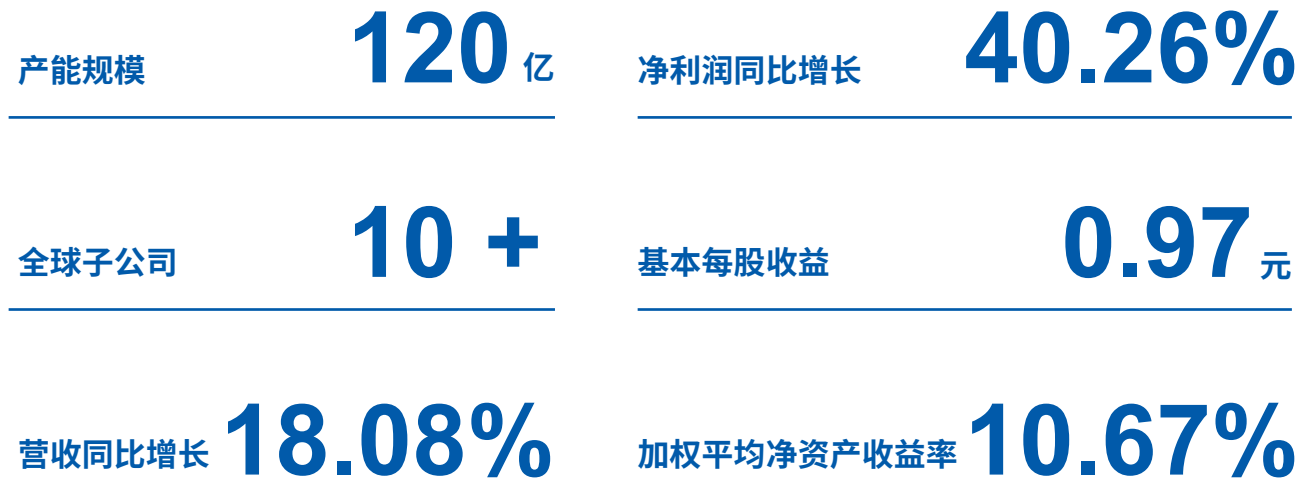 产能规模 120 亿
净利润同比增长 40.26%
全球子公司 10 +
基本每股收益 0.97 元
营收同比增长 18.08%
加权平均净资产收益率 10.67%